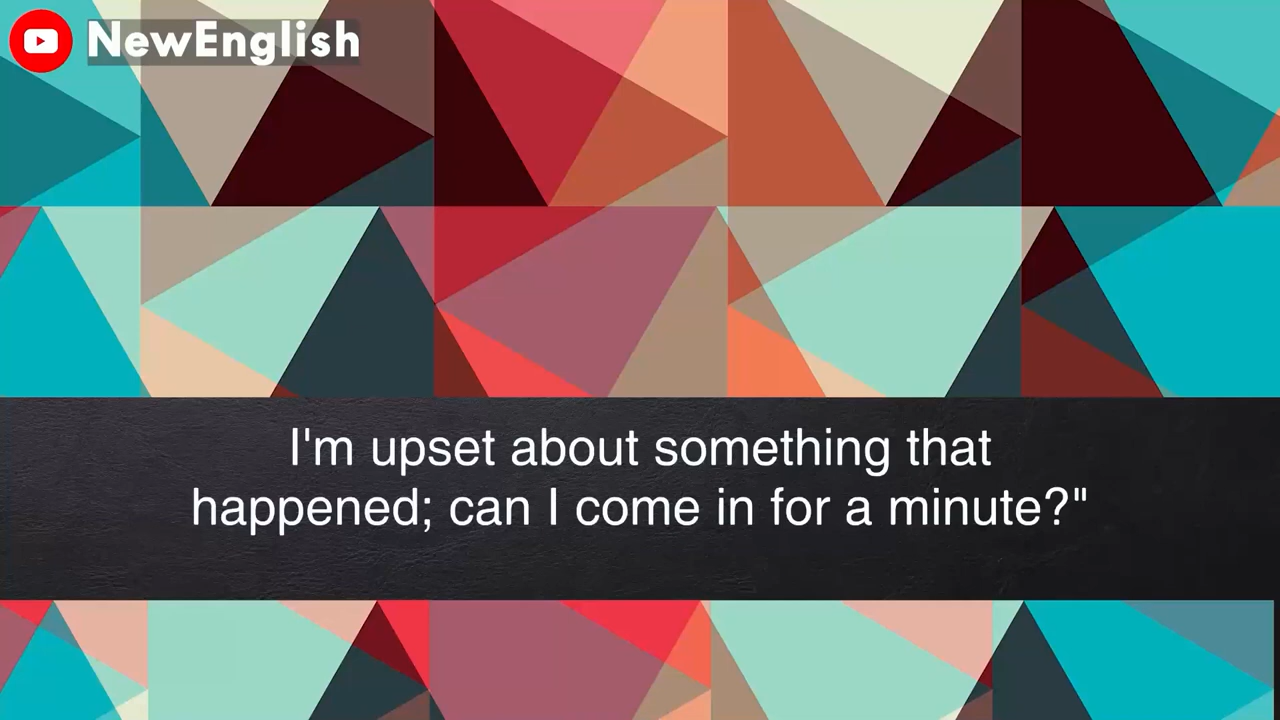 NewEnglish
I'm upset about something that
happened; can I come in for a minute?"